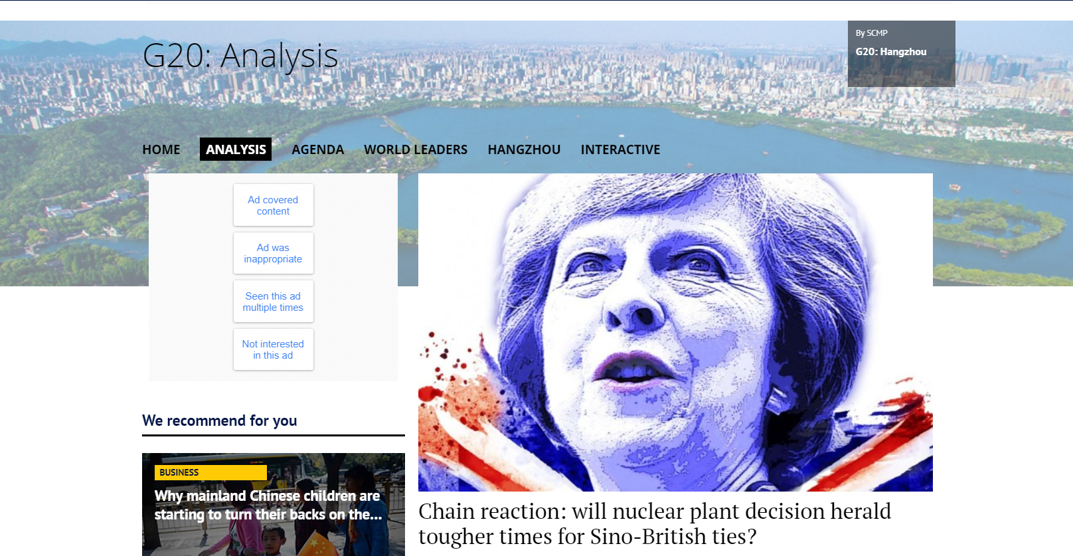 G20: Analysis
By SCMP
G20: Hangzhou
HOME ANALYSIS AGENDA WORLD LEADERS HANGZHOU INTERACTIVE
Ad covered
content
Ad was
inappropriate
Seen this ad
multiple times
Not interested
in this ad
We recommend for you
BUSINESS
Why mainland Chinese children are
starting to turn their backs on the...
Chain reaction: will nuclear plant decision herald
tougher times for Sino-British ties?